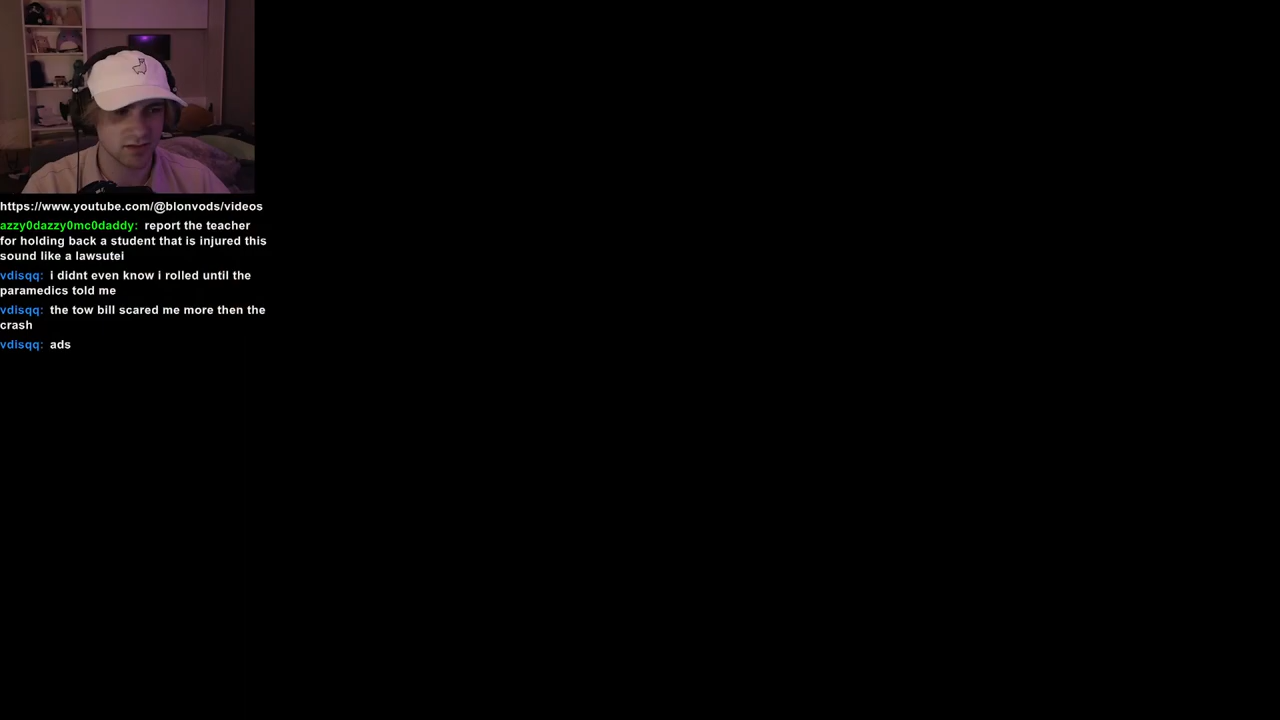 https://www.youtube.com/@blonvods/videos
azzy0dazzy0mc0daddy: report the teacher
for holding back a student that is injured this
sound like a lawsutei
vdisqq: i didnt even know i rolled until the
paramedics told me
vdisqq: the tow bill scared me more then the
crash
vdisqq: ads